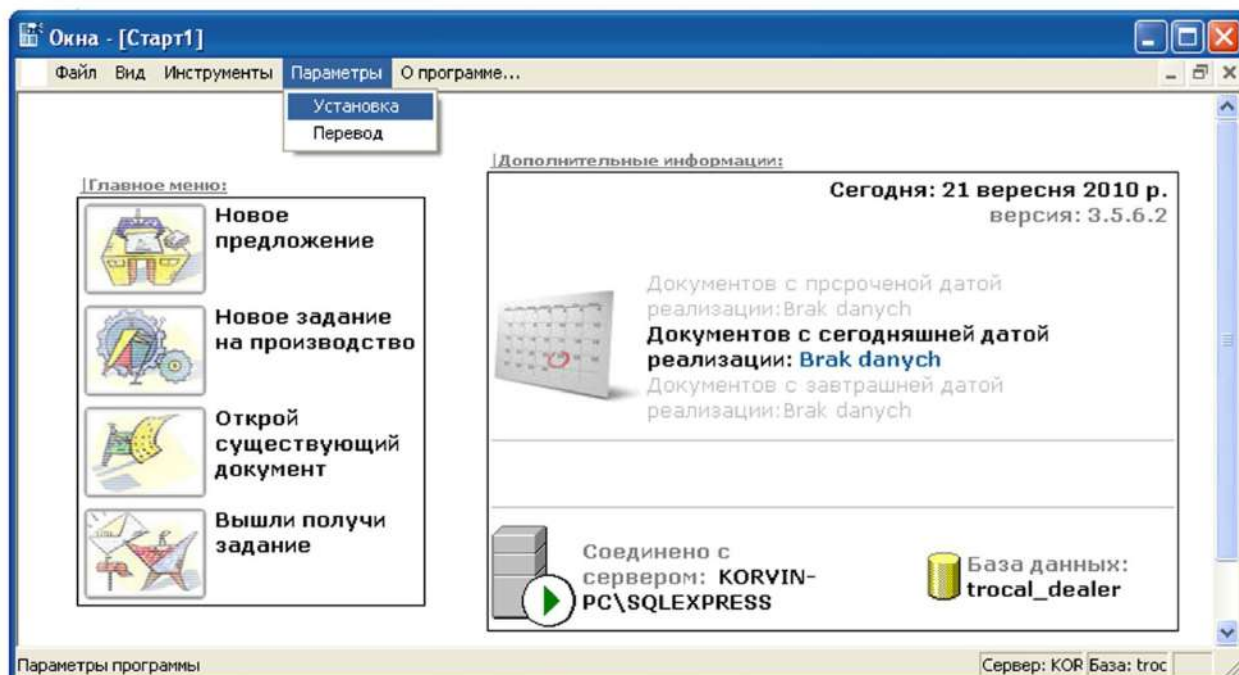 Окна - [Старт1]
Файл Вид Инструменты Параметры О программе...
Установка
Перевод
|Главное меню:
Новое
предложение
Новое задание
на производство
Открой
существующий
документ
Вышли получи
задание
|Дополнительные информации:
Сегодня: 21 вересня 2010 р.
версия: 3.5.6.2
Документов с прсроченой датой
реализации:Brak danych
Документов с сегодняшней датой
реализации: Brak danych
Документов с завтрашней датой
реализации:Brak danych
Соединено с
сервером: KORVIN-
PC\SQLEXPRESS
База данных:
trocal_dealer
Параметры программы
Сервер: KOR База: troc